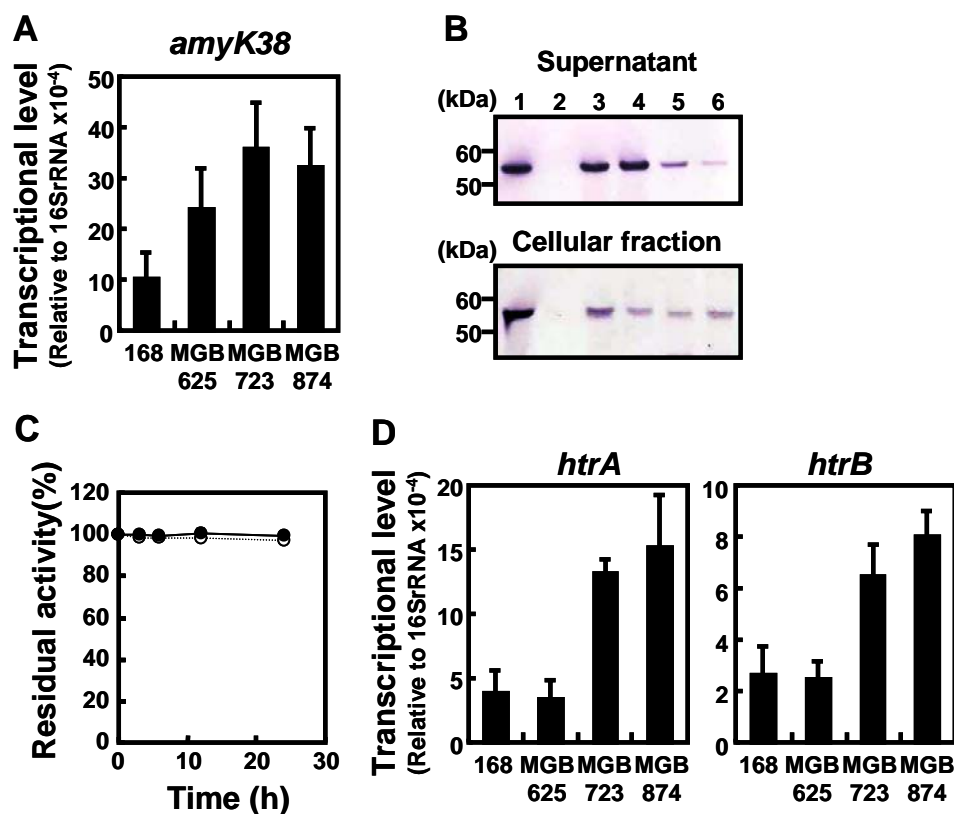 A
amyK38
Transcriptional level
(Relative to 16SrRNA x10-4)
50
40
30
20
10
0
168 MGB MGB MGB
625 723 874
B
Supernatant
(kDa) 1 2 3 4 5 6
60
50
(kDa) Cellular fraction
60
50
C
Residual activity(%)
120
100
80
60
40
20
0
0 10 20 30
Time (h)
D
Transcriptional level
(Relative to 16SrRNA x10-4)
htrA
20
15
10
5
0
168 MGB MGB MGB
625 723 874
htrB
10
8
6
4
2
0
168 MGB MGB MGB
625 723 874